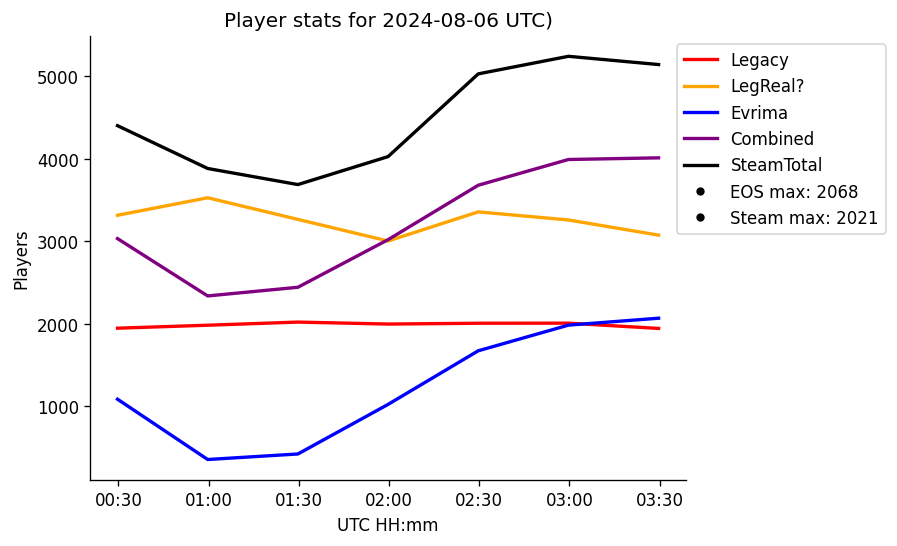 Player stats for 2024-08-06 UTC)
Legacy
LegReal?
Evrima
Combined
SteamTotal
EOS max: 2068
Steam max: 2021
Players
5000
4000
3000
2000
1000
00:30 01:00 01:30 02:00 02:30 03:00 03:30
UTC HH:mm